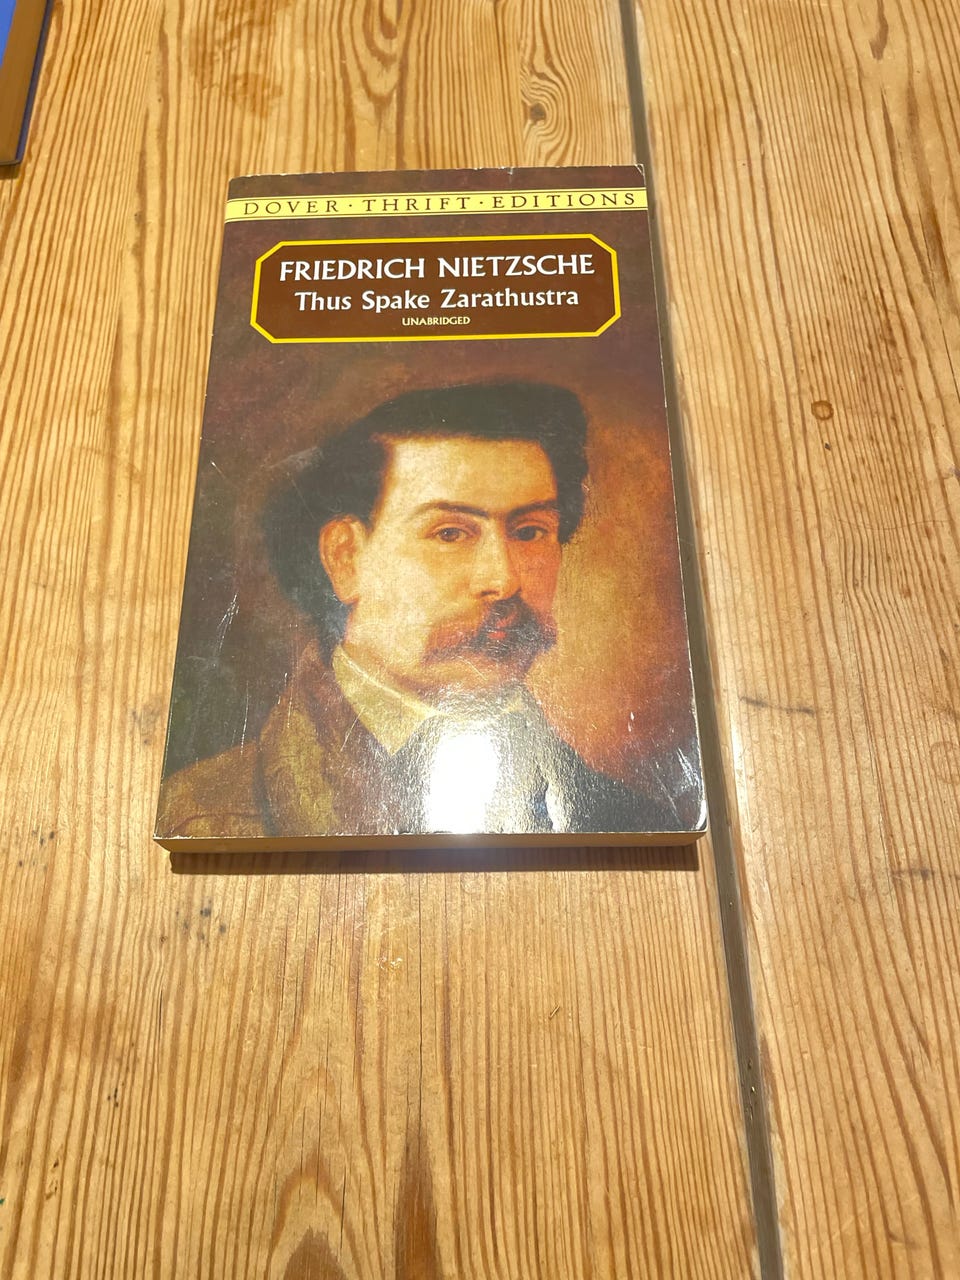 DOVER · THRIFT · EDITIONS
FRIEDRICH NIETZSCHE
Thus Spake Zarathustra
UNABRIDGED